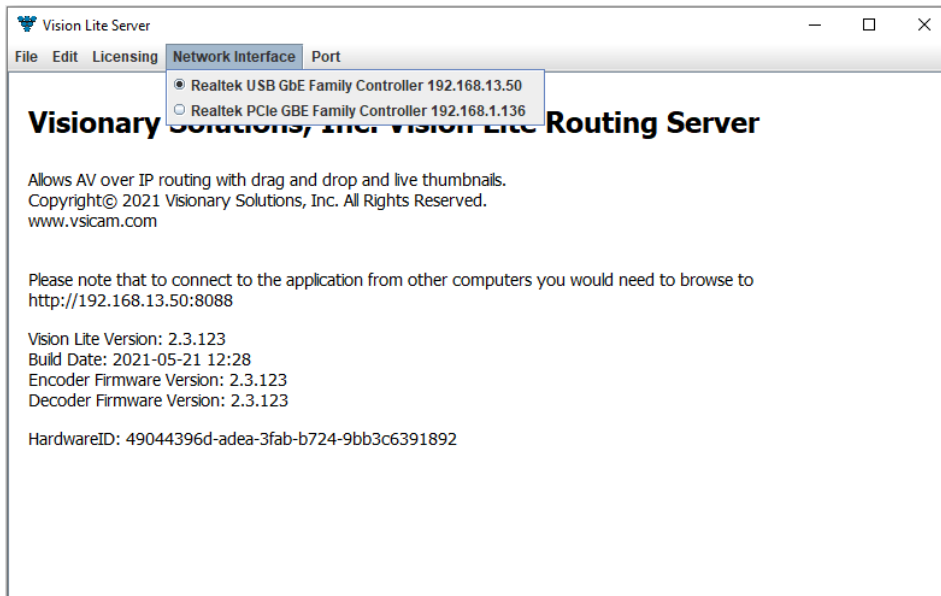 Vision Lite Server
File Edit Licensing Network Interface Port
Realtek USB GbE Family Controller 192.168.13.50
Realtek PCIe GBE Family Controller 192.168.1.136
Visionary Solutions, Inc. Vision Lite Routing Server
Allows AV over IP routing with drag and drop and live thumbnails.
Copyright© 2021 Visionary Solutions, Inc. All Rights Reserved.
www.vsicam.com
Please note that to connect to the application from other computers you would need to browse to
http://192.168.13.50:8088
Vision Lite Version: 2.3.123
Build Date: 2021-05-21 12:28
Encoder Firmware Version: 2.3.123
Decoder Firmware Version: 2.3.123
HardwareID: 49044396d-adea-3fab-b724-9bb3c6391892